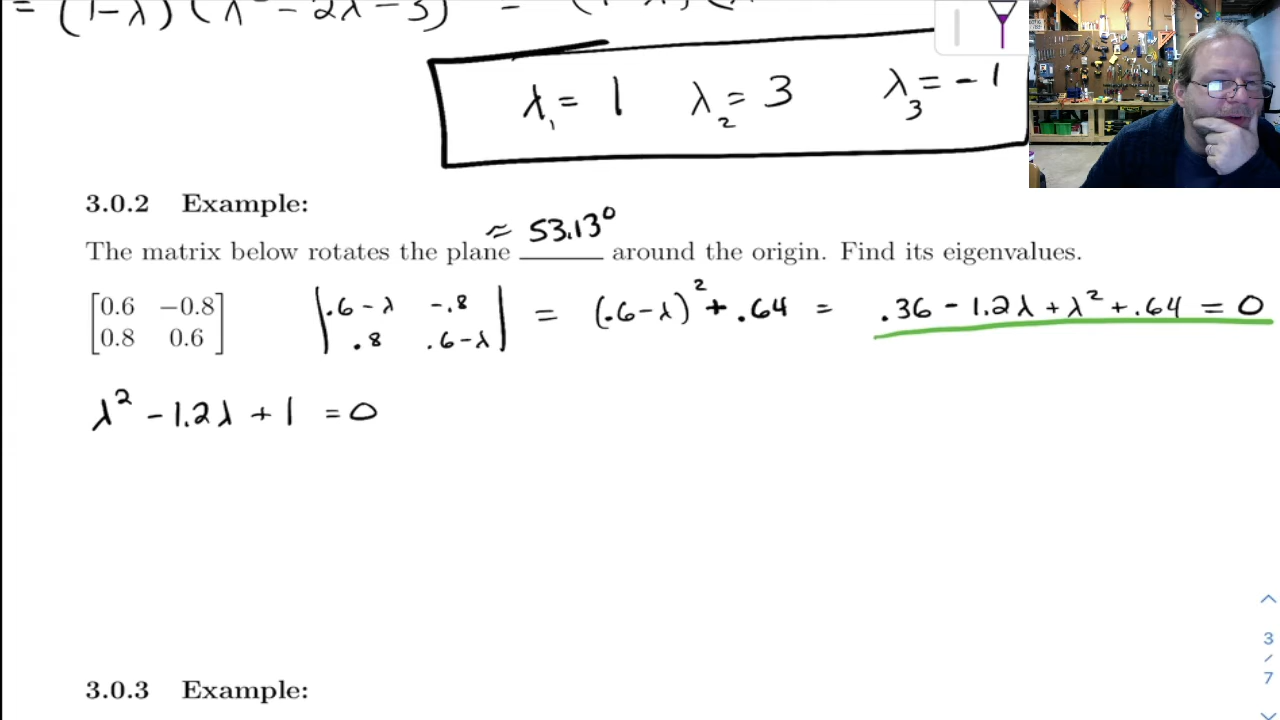 = (1-λ)(λ² - 2λ - 3) =
λ₁ = 1 λ₂ = 3 λ₃ = -1
3.0.2 Example:
≈ 53.13°
The matrix below rotates the plane ______ around the origin. Find its eigenvalues.
[0.6 −0.8] |.6-λ -.8| = (.6-λ)² + .64 = .36 - 1.2λ + λ² + .64 = 0
[0.8 0.6] |.8 .6-λ|
λ² - 1.2λ + 1 = 0
3
/
7
3.0.3 Example: